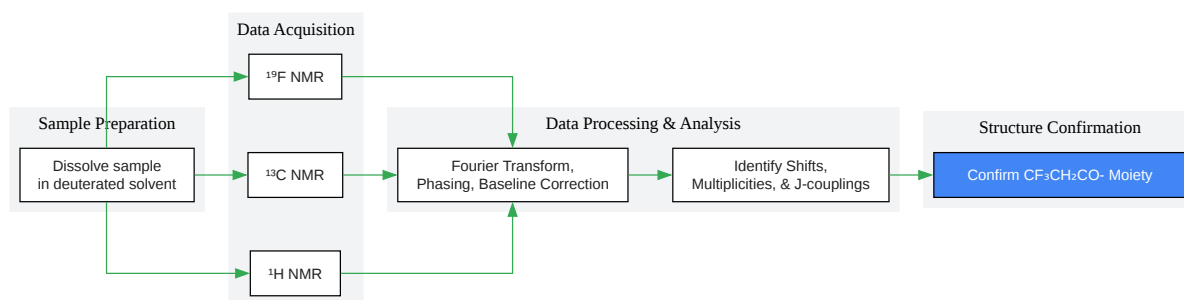 Data Acquisition
¹⁹F NMR
Sample Preparation
Data Processing & Analysis
Structure Confirmation
Dissolve sample
in deuterated solvent
¹³C NMR
Fourier Transform,
Phasing, Baseline Correction
Identify Shifts,
Multiplicities, & J-couplings
Confirm CF₃CH₂CO- Moiety
¹H NMR